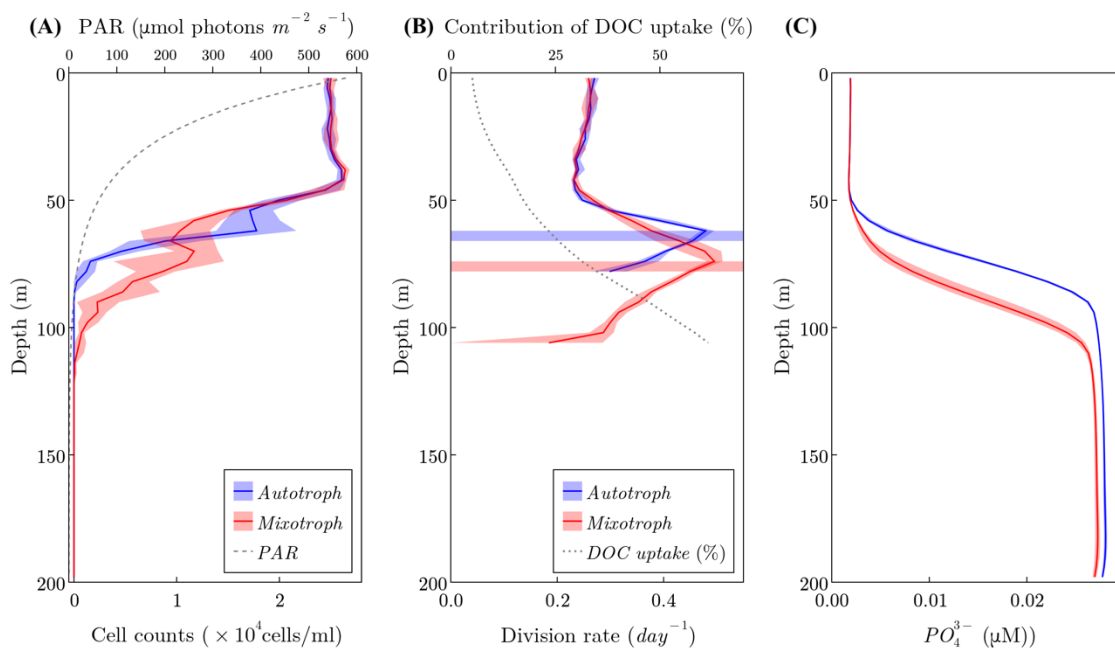 (A) PAR (μmol photons m⁻² s⁻¹)
0 100 200 300 400 500 600
0
50
100
150
200
Depth (m)
Autotroph
Mixotroph
PAR
0 1 2
Cell counts ( × 10⁴cells/ml)
(B) Contribution of DOC uptake (%)
0 25 50
0
50
100
150
200
Depth (m)
Autotroph
Mixotroph
DOC uptake (%)
0.0 0.2 0.4
Division rate (day⁻¹)
(C)
0
50
100
150
200
Depth (m)
0.00 0.01 0.02
PO₄³⁻ (μM))